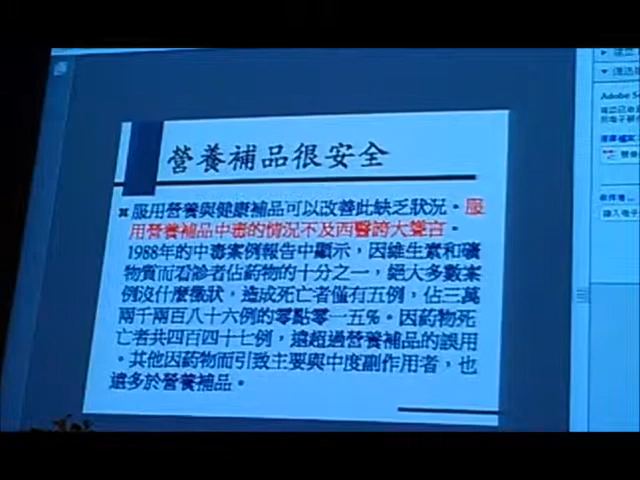 營養補品很安全
服用營養與健康補品可以改善此缺乏狀況。服
用營養補品中毒的情況不及西醫誇大聲言。
1988年的中毒案例報告中顯示，因維生素和礦
物質而看診者佔藥物的十分之一，絕大多數案
例沒什麼徵狀，造成死亡者僅有五例，佔三萬
兩千兩百八十六例的零點零一五%。因藥物死
亡者共四百四十七例，遠超過營養補品的誤用
。其他因藥物而引致主要與中度副作用者，也
遠多於營養補品。